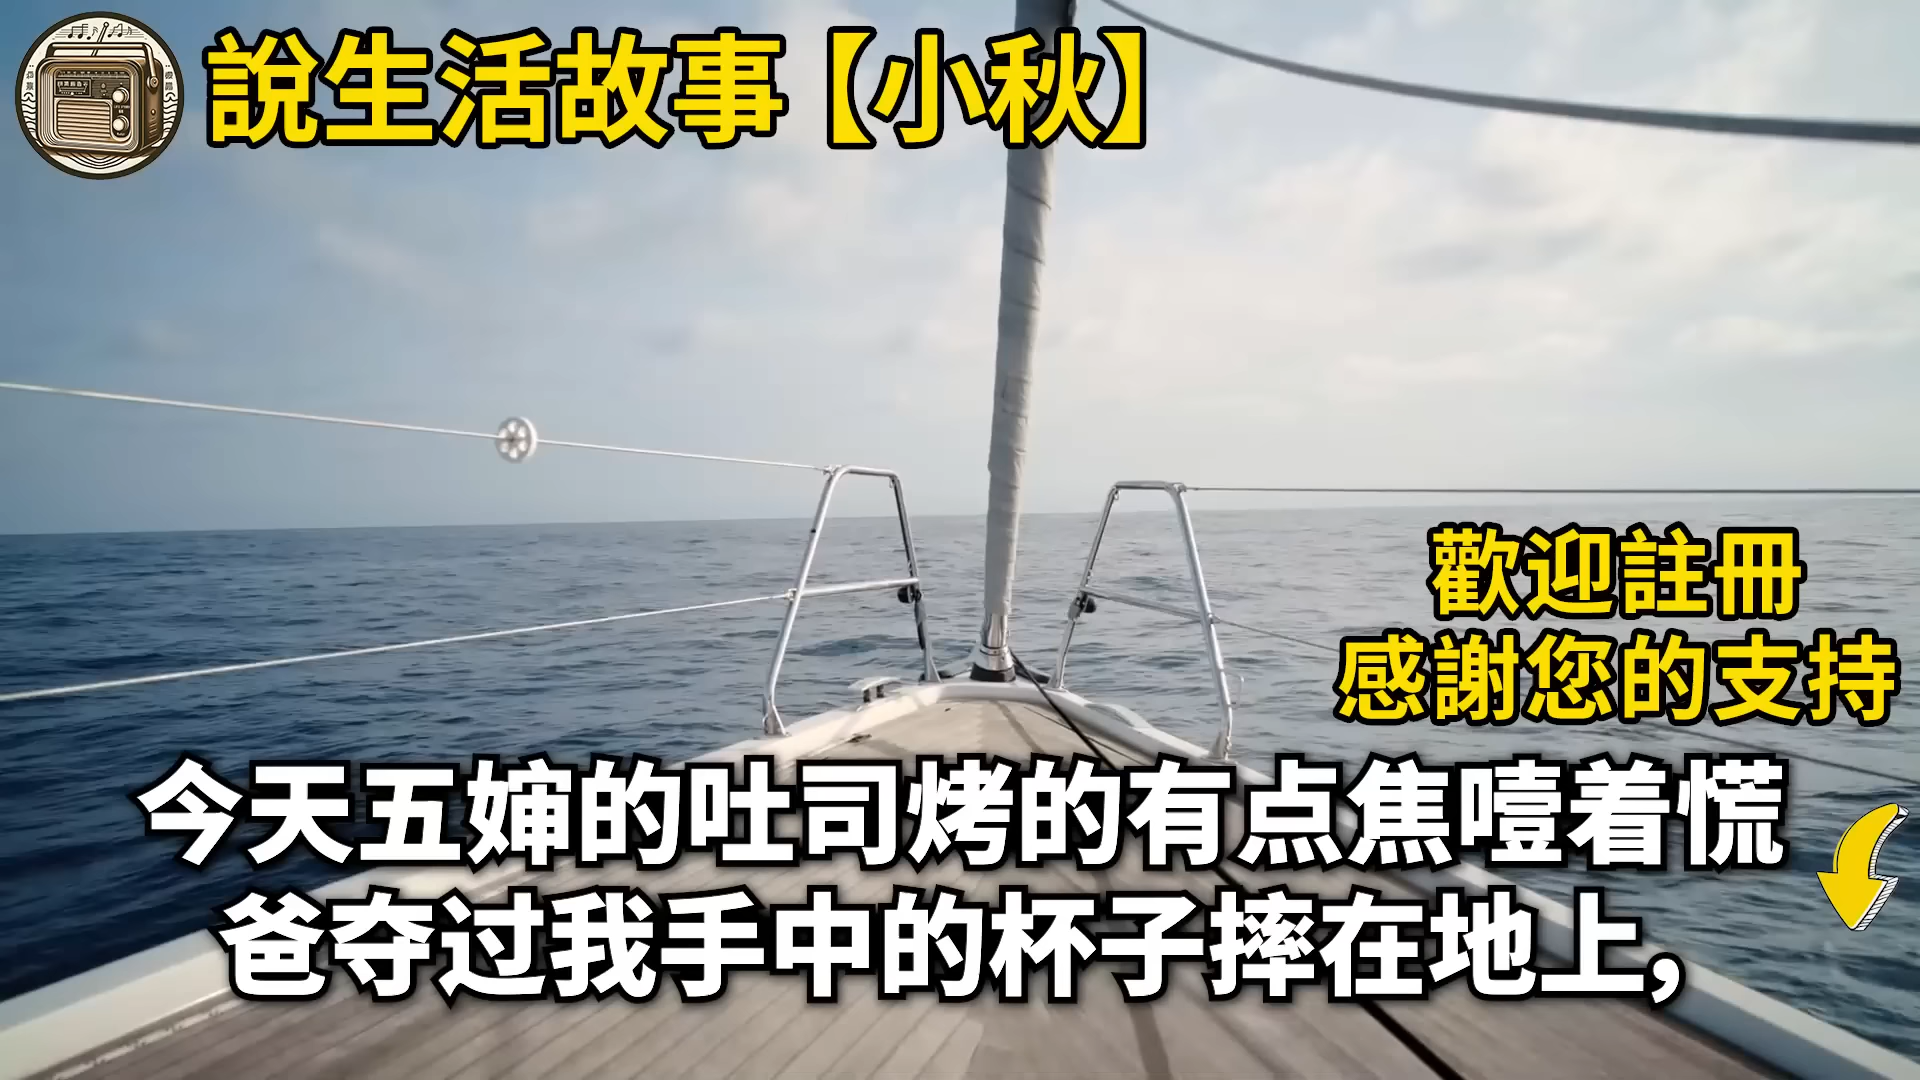 說生活故事【小秋】
歡迎註冊
感謝您的支持
今天五婶的吐司烤的有点焦噎着慌
爸夺过我手中的杯子摔在地上,